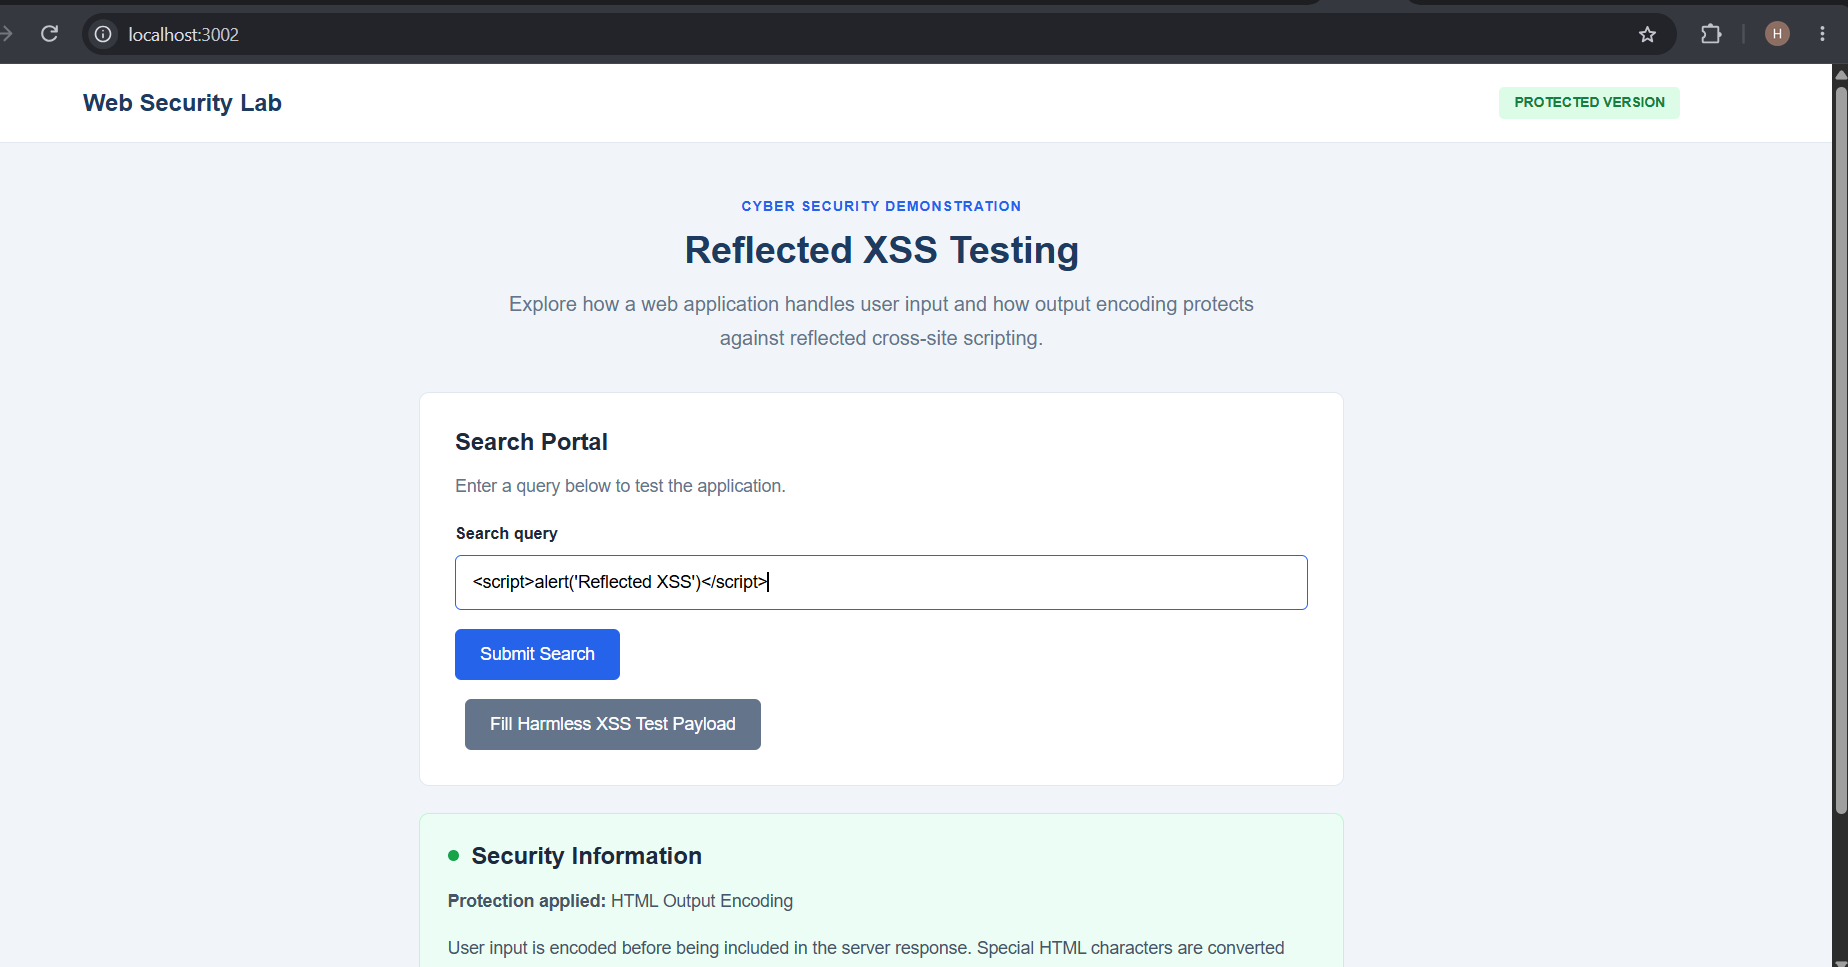 localhost:3002
H
Web Security Lab
PROTECTED VERSION
CYBER SECURITY DEMONSTRATION
Reflected XSS Testing
Explore how a web application handles user input and how output encoding protects
against reflected cross-site scripting.
Search Portal
Enter a query below to test the application.
Search query
<script>alert('Reflected XSS')</script>
Submit Search
Fill Harmless XSS Test Payload
Security Information
Protection applied: HTML Output Encoding
User input is encoded before being included in the server response. Special HTML characters are converted